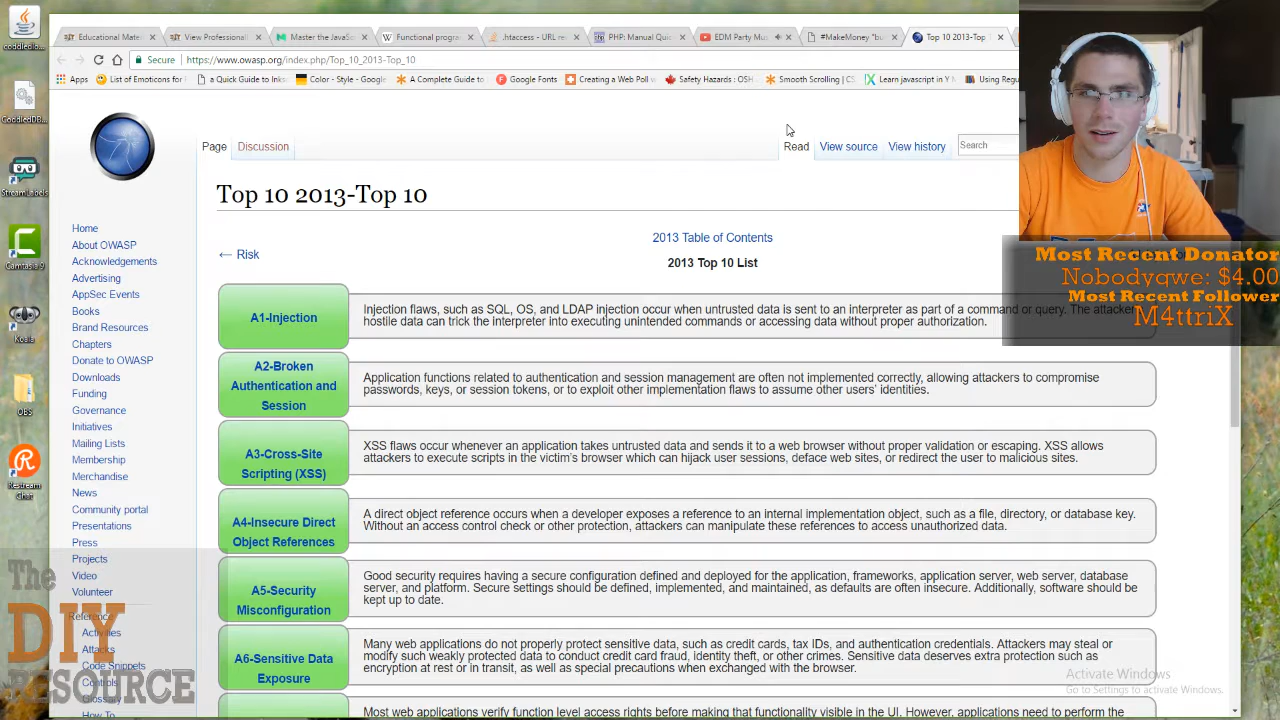 Educational Mate
View Professional
Master the JavaS
Functional progra
.htaccess - URL re
PHP: Manual Quic
EDM Party Mu
#MakeMoney "bu
Top 10 2013-Top
Secure
https://www.owasp.org/index.php/Top_10_2013-Top_10
Apps
List of Emoticons for
a Quick Guide to Inke
Color - Style - Google
A Complete Guide to
Google Fonts
Creating a Web Poll w
Safety Hazards : OSH
Smooth Scrolling | CS
Learn javascript in Y M
Using Regu
StreamLabels
Camtasia 9
Koala
OBS
Restream
Chat
Page
Discussion
Read
View source
View history
Search
Top 10 2013-Top 10
Home
About OWASP
Acknowledgements
Advertising
AppSec Events
Books
Brand Resources
Chapters
Donate to OWASP
Downloads
Funding
Governance
Initiatives
Mailing Lists
Membership
Merchandise
News
Community portal
Presentations
Press
Projects
Video
Volunteer
Reference
Activities
Attacks
Code Snippets
Controls
Glossary
How To
← Risk
2013 Table of Contents
2013 Top 10 List
A1-Injection
Injection flaws, such as SQL, OS, and LDAP injection occur when untrusted data is sent to an interpreter as part of a command or query. The attacker
hostile data can trick the interpreter into executing unintended commands or accessing data without proper authorization.
A2-Broken
Authentication and
Session
Application functions related to authentication and session management are often not implemented correctly, allowing attackers to compromise
passwords, keys, or session tokens, or to exploit other implementation flaws to assume other users' identities.
A3-Cross-Site
Scripting (XSS)
XSS flaws occur whenever an application takes untrusted data and sends it to a web browser without proper validation or escaping. XSS allows
attackers to execute scripts in the victim's browser which can hijack user sessions, deface web sites, or redirect the user to malicious sites.
A4-Insecure Direct
Object References
A direct object reference occurs when a developer exposes a reference to an internal implementation object, such as a file, directory, or database key.
Without an access control check or other protection, attackers can manipulate these references to access unauthorized data.
A5-Security
Misconfiguration
Good security requires having a secure configuration defined and deployed for the application, frameworks, application server, web server, database
server, and platform. Secure settings should be defined, implemented, and maintained, as defaults are often insecure. Additionally, software should be
kept up to date.
A6-Sensitive Data
Exposure
Many web applications do not properly protect sensitive data, such as credit cards, tax IDs, and authentication credentials. Attackers may steal or
modify such weakly protected data to conduct credit card fraud, identity theft, or other crimes. Sensitive data deserves extra protection such as
encryption at rest or in transit, as well as special precautions when exchanged with the browser.
Most web applications verify function level access rights before making that functionality visible in the UI. However, applications need to perform the
Most Recent Donator
Nobodyqwe: $4.00
Most Recent Follower
M4ttriX
The
DIY
RESOURCE
Activate Windows
Go to Settings to activate Windows.